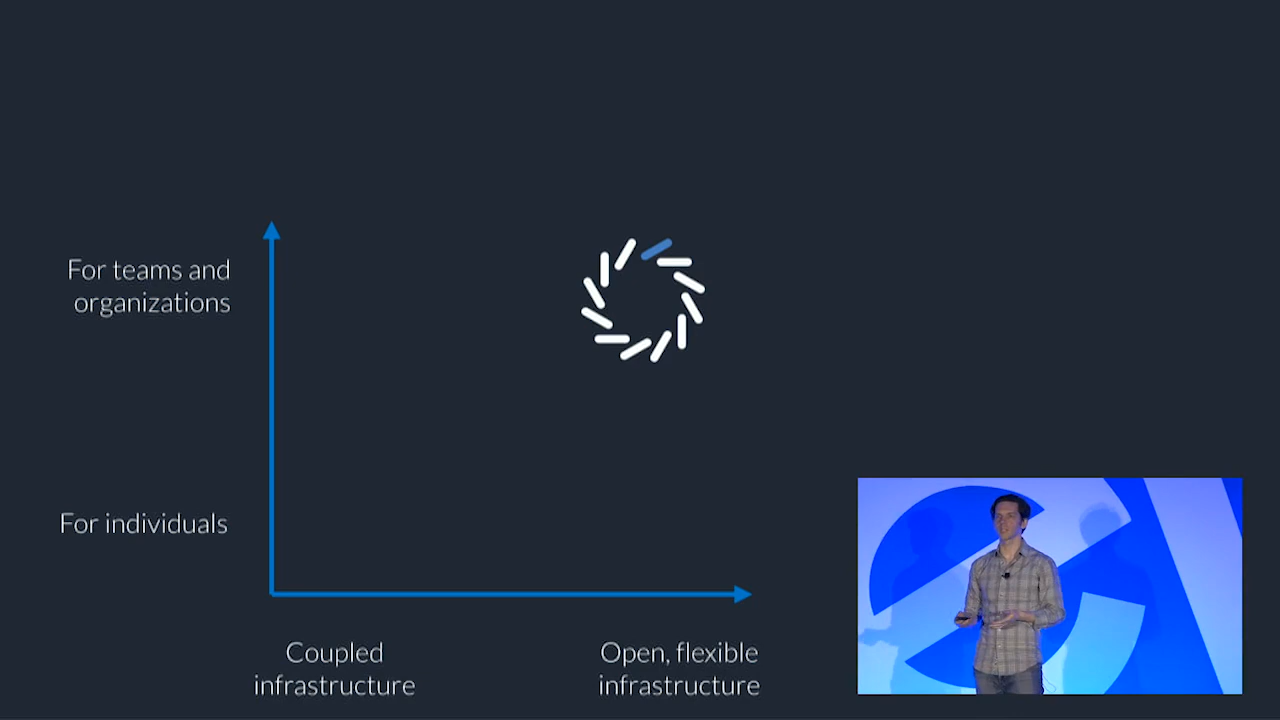 For teams and
organizations
For individuals
Coupled
infrastructure
Open, flexible
infrastructure